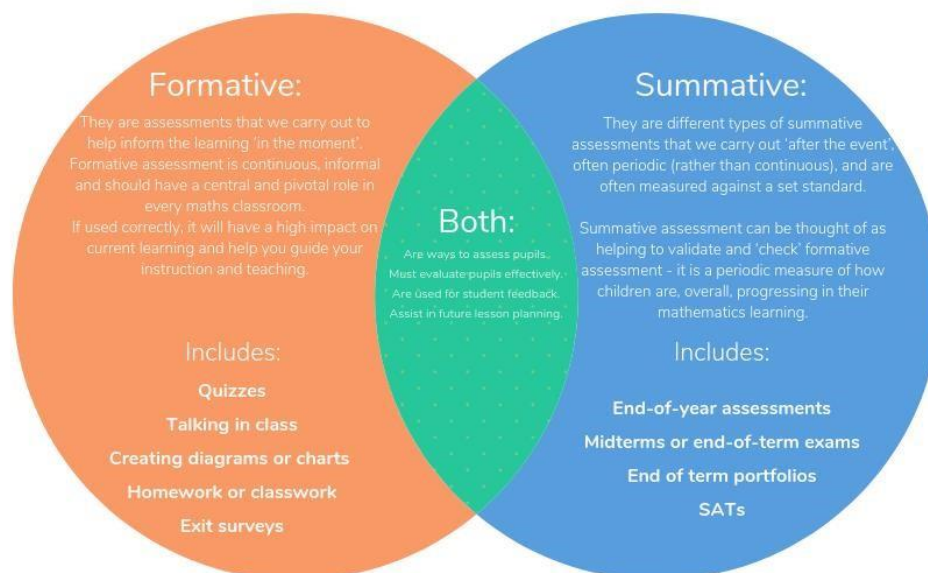 Formative:
They are assessments that we carry out to
help inform the learning 'in the moment'.
Formative assessment is continuous, informal
and should have a central and pivotal role in
every maths classroom.
If used correctly, it will have a high impact on
current learning and help you guide your
instruction and teaching.
Includes:
Quizzes
Talking in class
Creating diagrams or charts
Homework or classwork
Exit surveys
Both:
Are ways to assess pupils.
Must evaluate pupils effectively.
Are used for student feedback.
Assist in future lesson planning.
Summative:
They are different types of summative
assessments that we carry out 'after the event',
often periodic (rather than continuous), and are
often measured against a set standard.
Summative assessment can be thought of as
helping to validate and 'check' formative
assessment - it is a periodic measure of how
children are, overall, progressing in their
mathematics learning.
Includes:
End-of-year assessments
Midterms or end-of-term exams
End of term portfolios
SATs